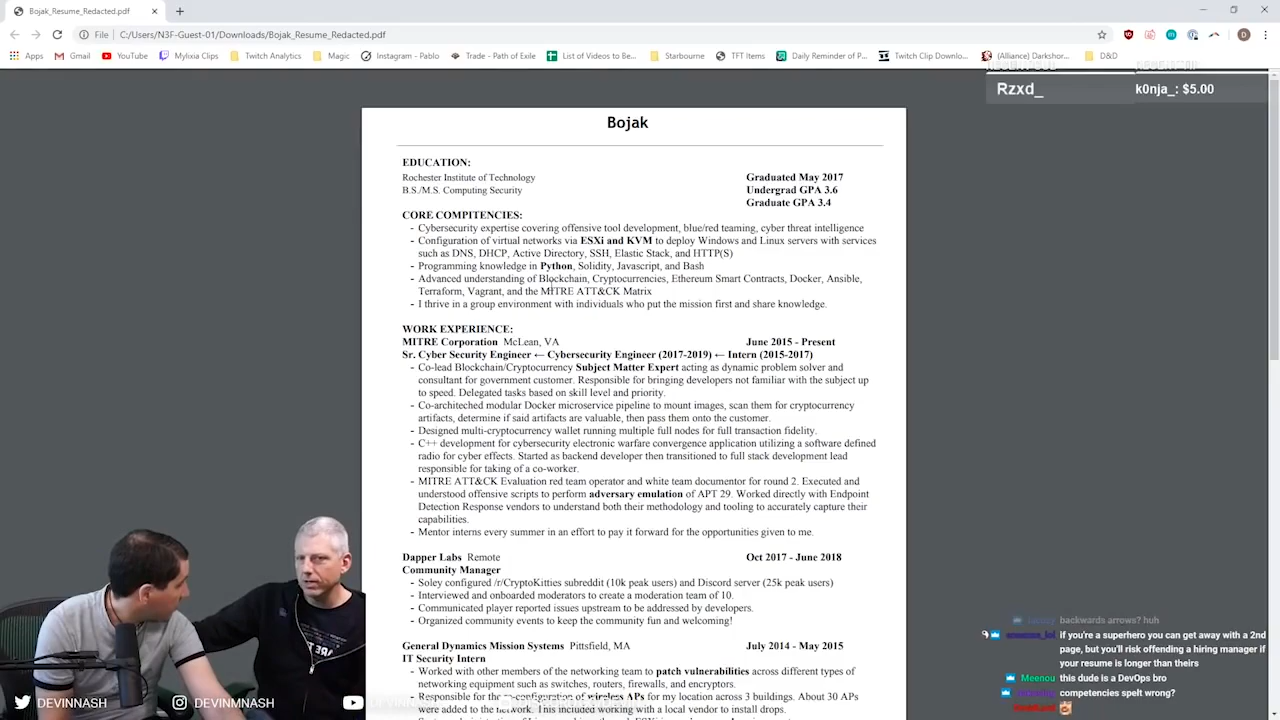 Bojak_Resume_Redacted.pdf
File
C:/Users/N3F-Guest-01/Downloads/Bojak_Resume_Redacted.pdf
Apps
Gmail
YouTube
Mylixia Clips
Twitch Analytics
Magic
Instagram - Pablo
Trade - Path of Exile
List of Videos to Be...
Starbourne
TFT Items
Daily Reminder of P...
Twitch Clip Downlo...
(Alliance) Darkshor...
D&D
Rzxd_
k0nja_: $5.00
Bojak
EDUCATION:
Rochester Institute of Technology
Graduated May 2017
B.S./M.S. Computing Security
Undergrad GPA 3.6
Graduate GPA 3.4
CORE COMPITENCIES:
- Cybersecurity expertise covering offensive tool development, blue/red teaming, cyber threat intelligence
- Configuration of virtual networks via ESXi and KVM to deploy Windows and Linux servers with services
such as DNS, DHCP, Active Directory, SSH, Elastic Stack, and HTTP(S)
- Programming knowledge in Python, Solidity, Javascript, and Bash
- Advanced understanding of Blockchain, Cryptocurrencies, Ethereum Smart Contracts, Docker, Ansible,
Terraform, Vagrant, and the MITRE ATT&CK Matrix
- I thrive in a group environment with individuals who put the mission first and share knowledge.
WORK EXPERIENCE:
MITRE Corporation McLean, VA
June 2015 - Present
Sr. Cyber Security Engineer ← Cybersecurity Engineer (2017-2019) ← Intern (2015-2017)
- Co-lead Blockchain/Cryptocurrency Subject Matter Expert acting as dynamic problem solver and
consultant for government customer. Responsible for bringing developers not familiar with the subject up
to speed. Delegated tasks based on skill level and priority.
- Co-architeched modular Docker microservice pipeline to mount images, scan them for cryptocurrency
artifacts, determine if said artifacts are valuable, then pass them onto the customer.
- Designed multi-cryptocurrency wallet running multiple full nodes for full transaction fidelity.
- C++ development for cybersecurity electronic warfare convergence application utilizing a software defined
radio for cyber effects. Started as backend developer then transitioned to full stack development lead
responsible for taking of a co-worker.
- MITRE ATT&CK Evaluation red team operator and white team documentor for round 2. Executed and
understood offensive scripts to perform adversary emulation of APT 29. Worked directly with Endpoint
Detection Response vendors to understand both their methodology and tooling to accurately capture their
capabilities.
- Mentor interns every summer in an effort to pay it forward for the opportunities given to me.
Dapper Labs Remote
Oct 2017 - June 2018
Community Manager
- Soley configured /r/CryptoKitties subreddit (10k peak users) and Discord server (25k peak users)
- Interviewed and onboarded moderators to create a moderation team of 10.
- Communicated player reported issues upstream to be addressed by developers.
- Organized community events to keep the community fun and welcoming!
General Dynamics Mission Systems Pittsfield, MA
July 2014 - May 2015
IT Security Intern
- Worked with other members of the networking team to patch vulnerabilities across different types of
networking equipment such as switches, routers, firewalls, and encryptors.
- Responsible for the re-configuration of wireless APs for my location across 3 buildings. About 30 APs
were added to the network. This included working with a local vendor to install drops.
backwards arrows? huh
if you're a superhero you can get away with a 2nd
page, but you'll risk offending a hiring manager if
your resume is longer than theirs
Meenou this dude is a DevOps bro
competencies spelt wrong?
DEVINNASH
DEVINMNASH